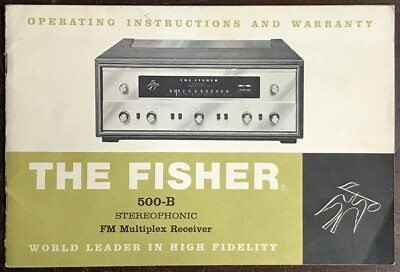 OPERATING INSTRUCTIONS AND WARRANTY
THE FISHER
THE FISHER®
500-B
STEREOPHONIC
FM Multiplex Receiver
WORLD LEADER IN HIGH FIDELITY